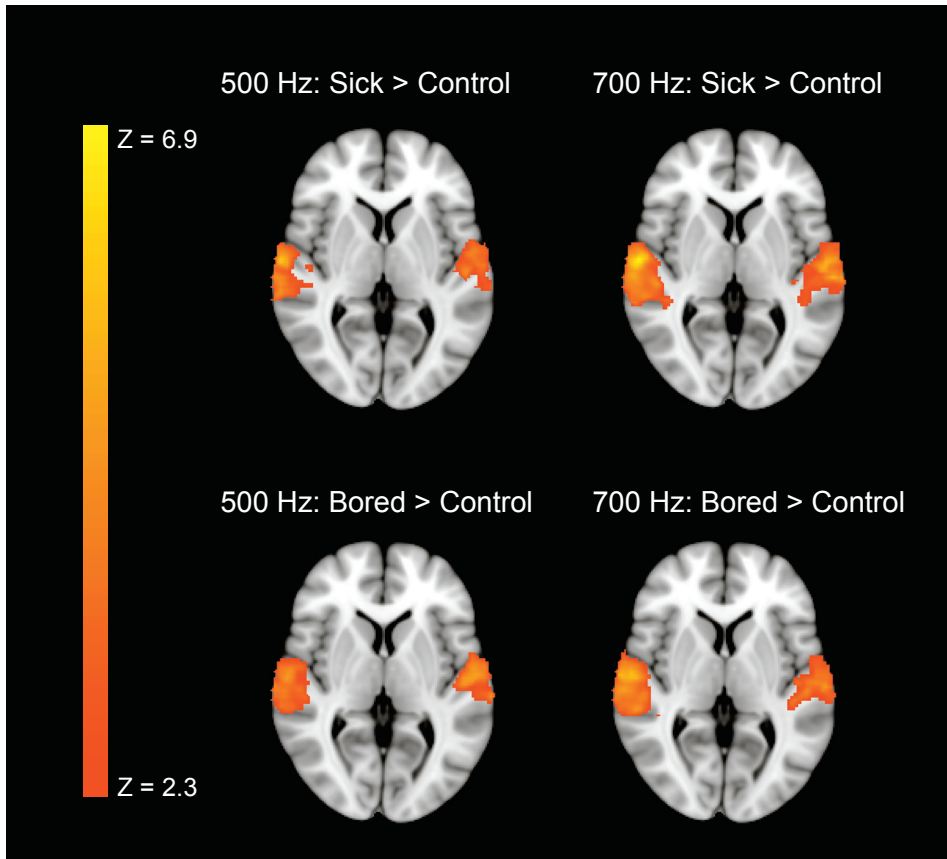 500 Hz: Sick > Control
700 Hz: Sick > Control
Z = 6.9
500 Hz: Bored > Control
700 Hz: Bored > Control
Z = 2.3